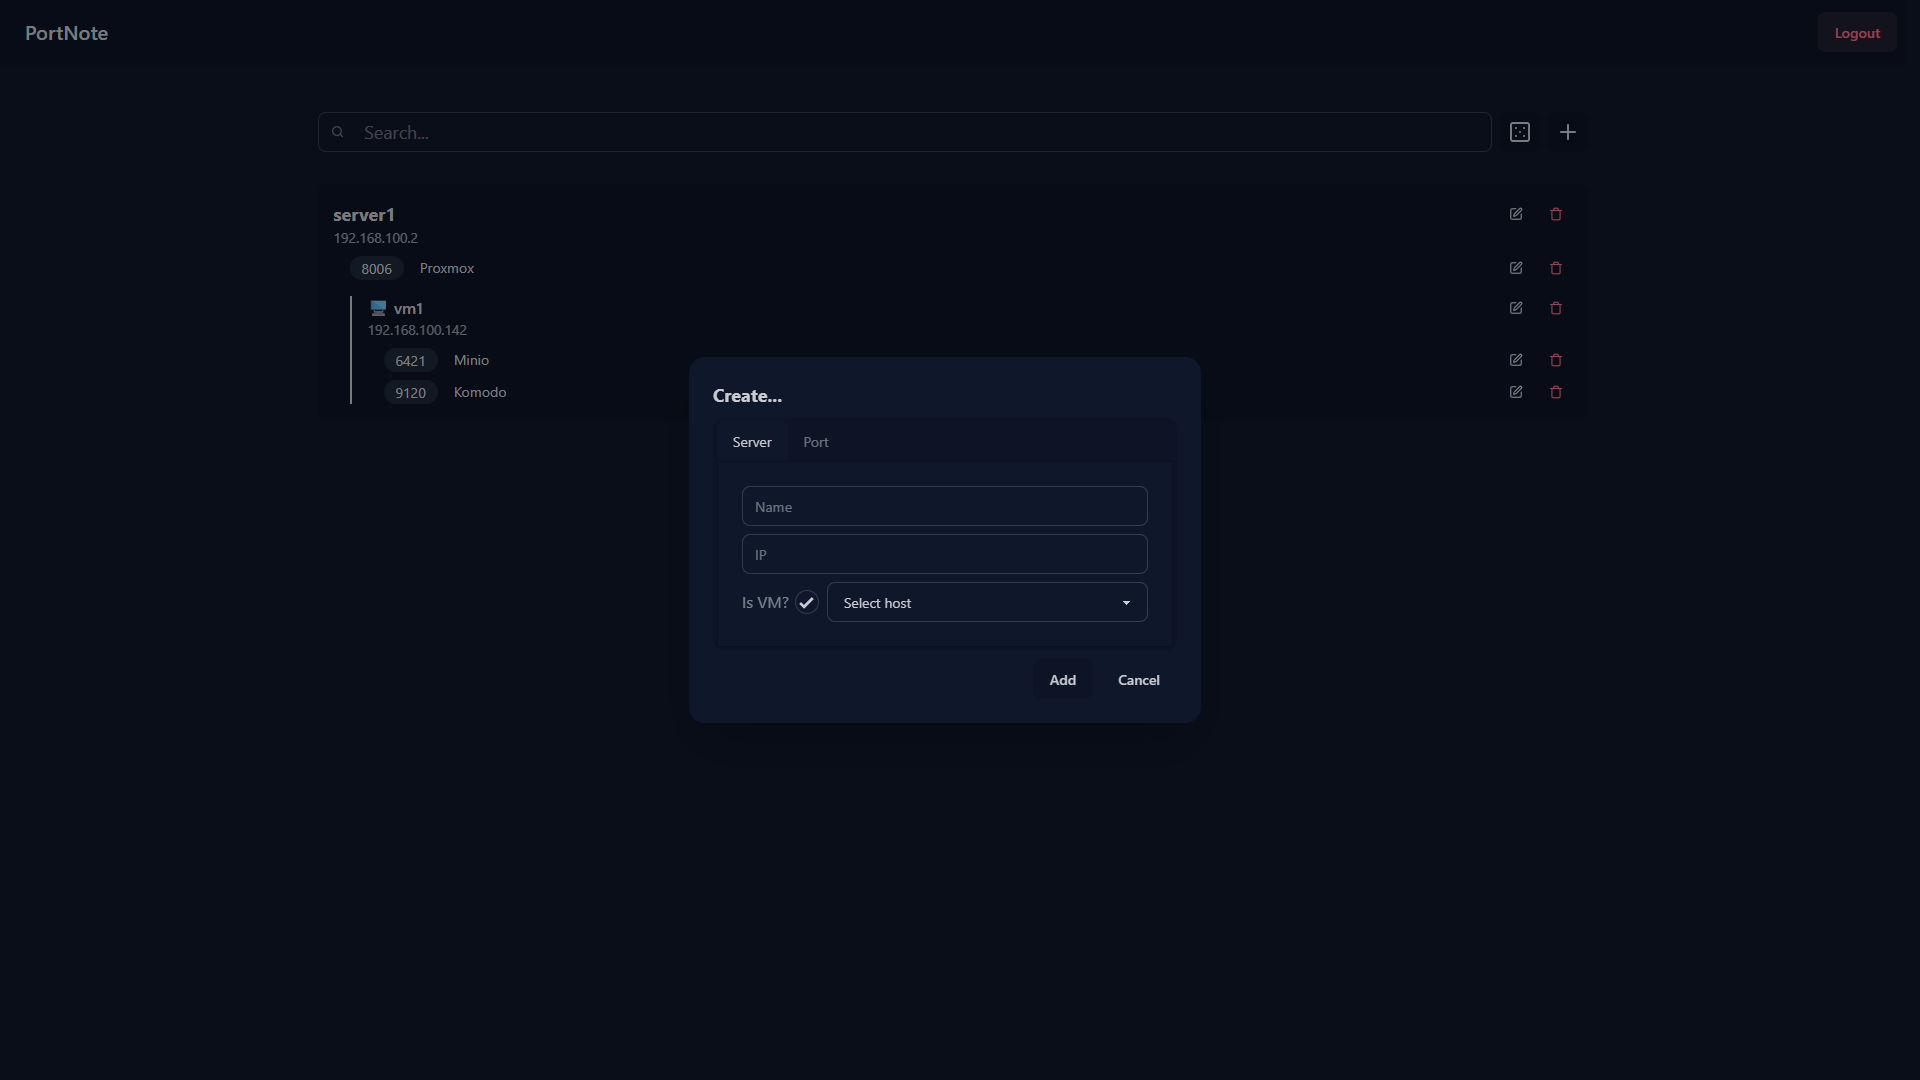 PortNote
Logout
Search...
server1
192.168.100.2
8006 Proxmox
vm1
192.168.100.142
6421 Minio
9120 Komodo
Create...
Server Port
Name
IP
Is VM? Select host
Add Cancel